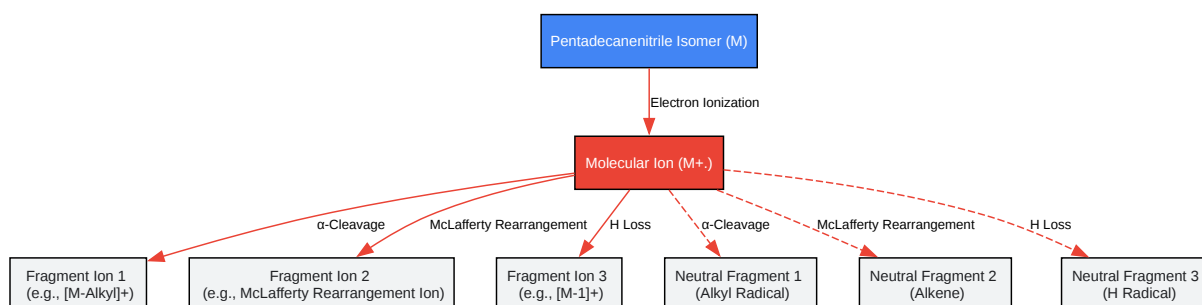 Pentadecanenitrile Isomer (M)
Electron Ionization
Molecular Ion (M+.)
α-Cleavage
McLafferty Rearrangement
H Loss
α-Cleavage
McLafferty Rearrangement
H Loss
Fragment Ion 1
(e.g., [M-Alkyl]+)
Fragment Ion 2
(e.g., McLafferty Rearrangement Ion)
Fragment Ion 3
(e.g., [M-1]+)
Neutral Fragment 1
(Alkyl Radical)
Neutral Fragment 2
(Alkene)
Neutral Fragment 3
(H Radical)